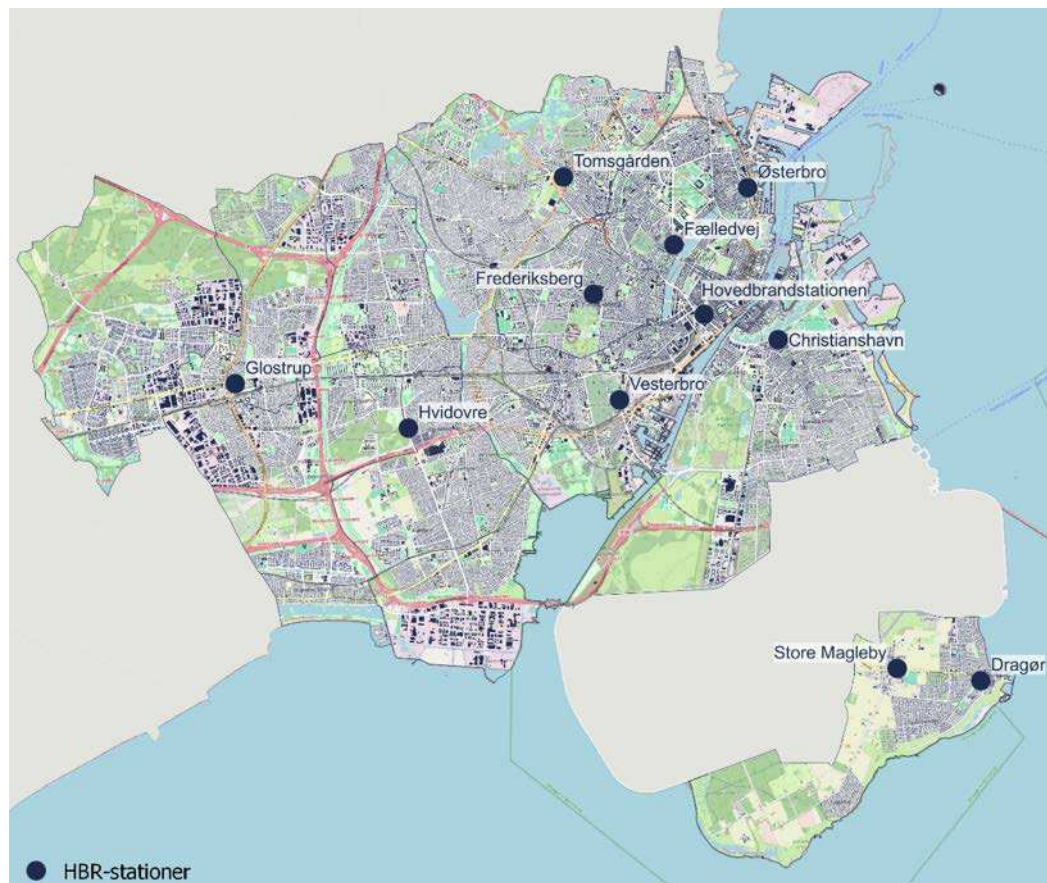 Tomsgården
Østerbro
Fælledvej
Frederiksberg
Hovedbrandstationen
Christianshavn
Glostrup
Vesterbro
Hvidovre
Store Magleby
Dragør
HBR-stationer